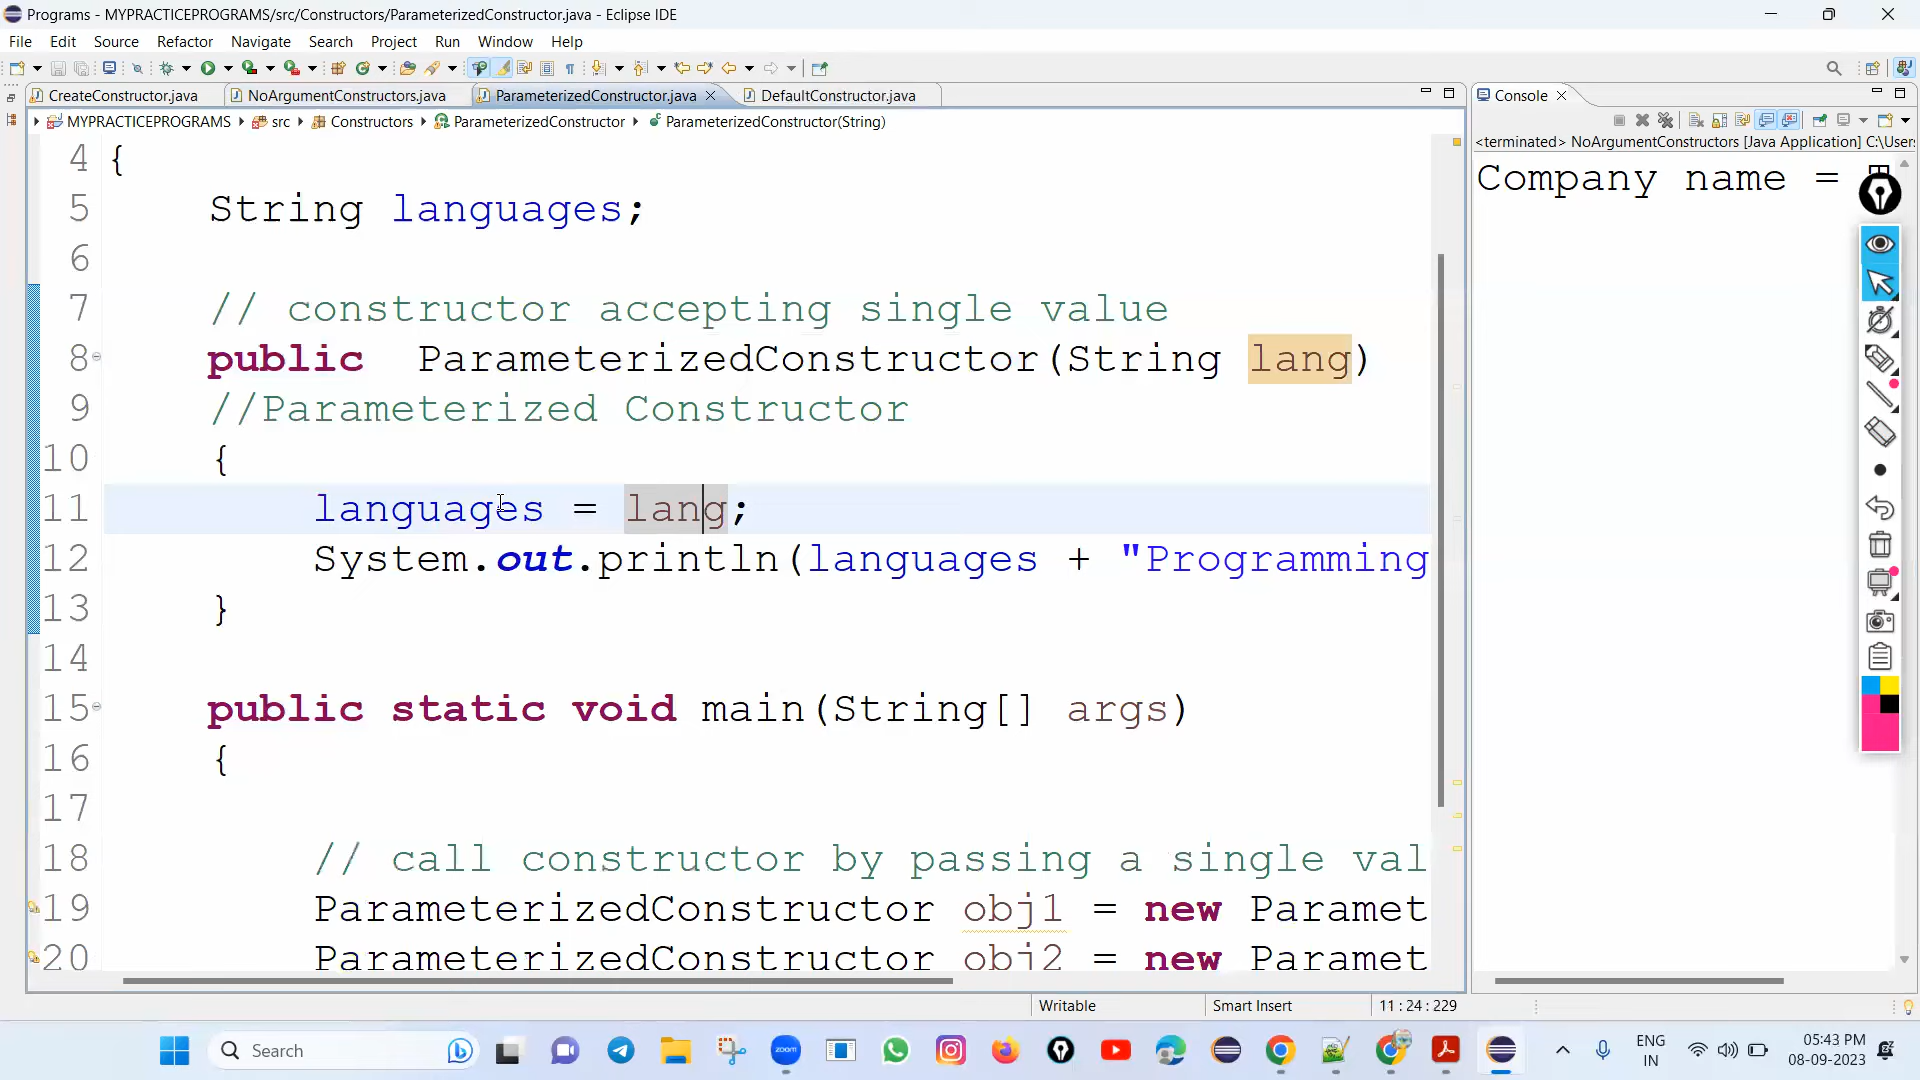 Programs - MYPRACTICEPROGRAMS/src/Constructors/ParameterizedConstructor.java - Eclipse IDE
File Edit Source Refactor Navigate Search Project Run Window Help
CreateConstructor.java NoArgumentConstructors.java ParameterizedConstructor.java DefaultConstructor.java
MYPRACTICEPROGRAMS src Constructors ParameterizedConstructor ParameterizedConstructor(String)
4 {
5 String languages;
6
7 // constructor accepting single value
8 public ParameterizedConstructor(String lang)
9 //Parameterized Constructor
10 {
11 languages = lang;
12 System.out.println(languages + "Programming
13 }
14
15 public static void main(String[] args)
16 {
17
18 // call constructor by passing a single val
19 ParameterizedConstructor obj1 = new Paramet
20 ParameterizedConstructor obj2 = new Paramet
Writable Smart Insert 11 : 24 : 229
Console
<terminated> NoArgumentConstructors [Java Application] C:\User
Company name =
Search
zoom
ENG
IN
05:43 PM
08-09-2023